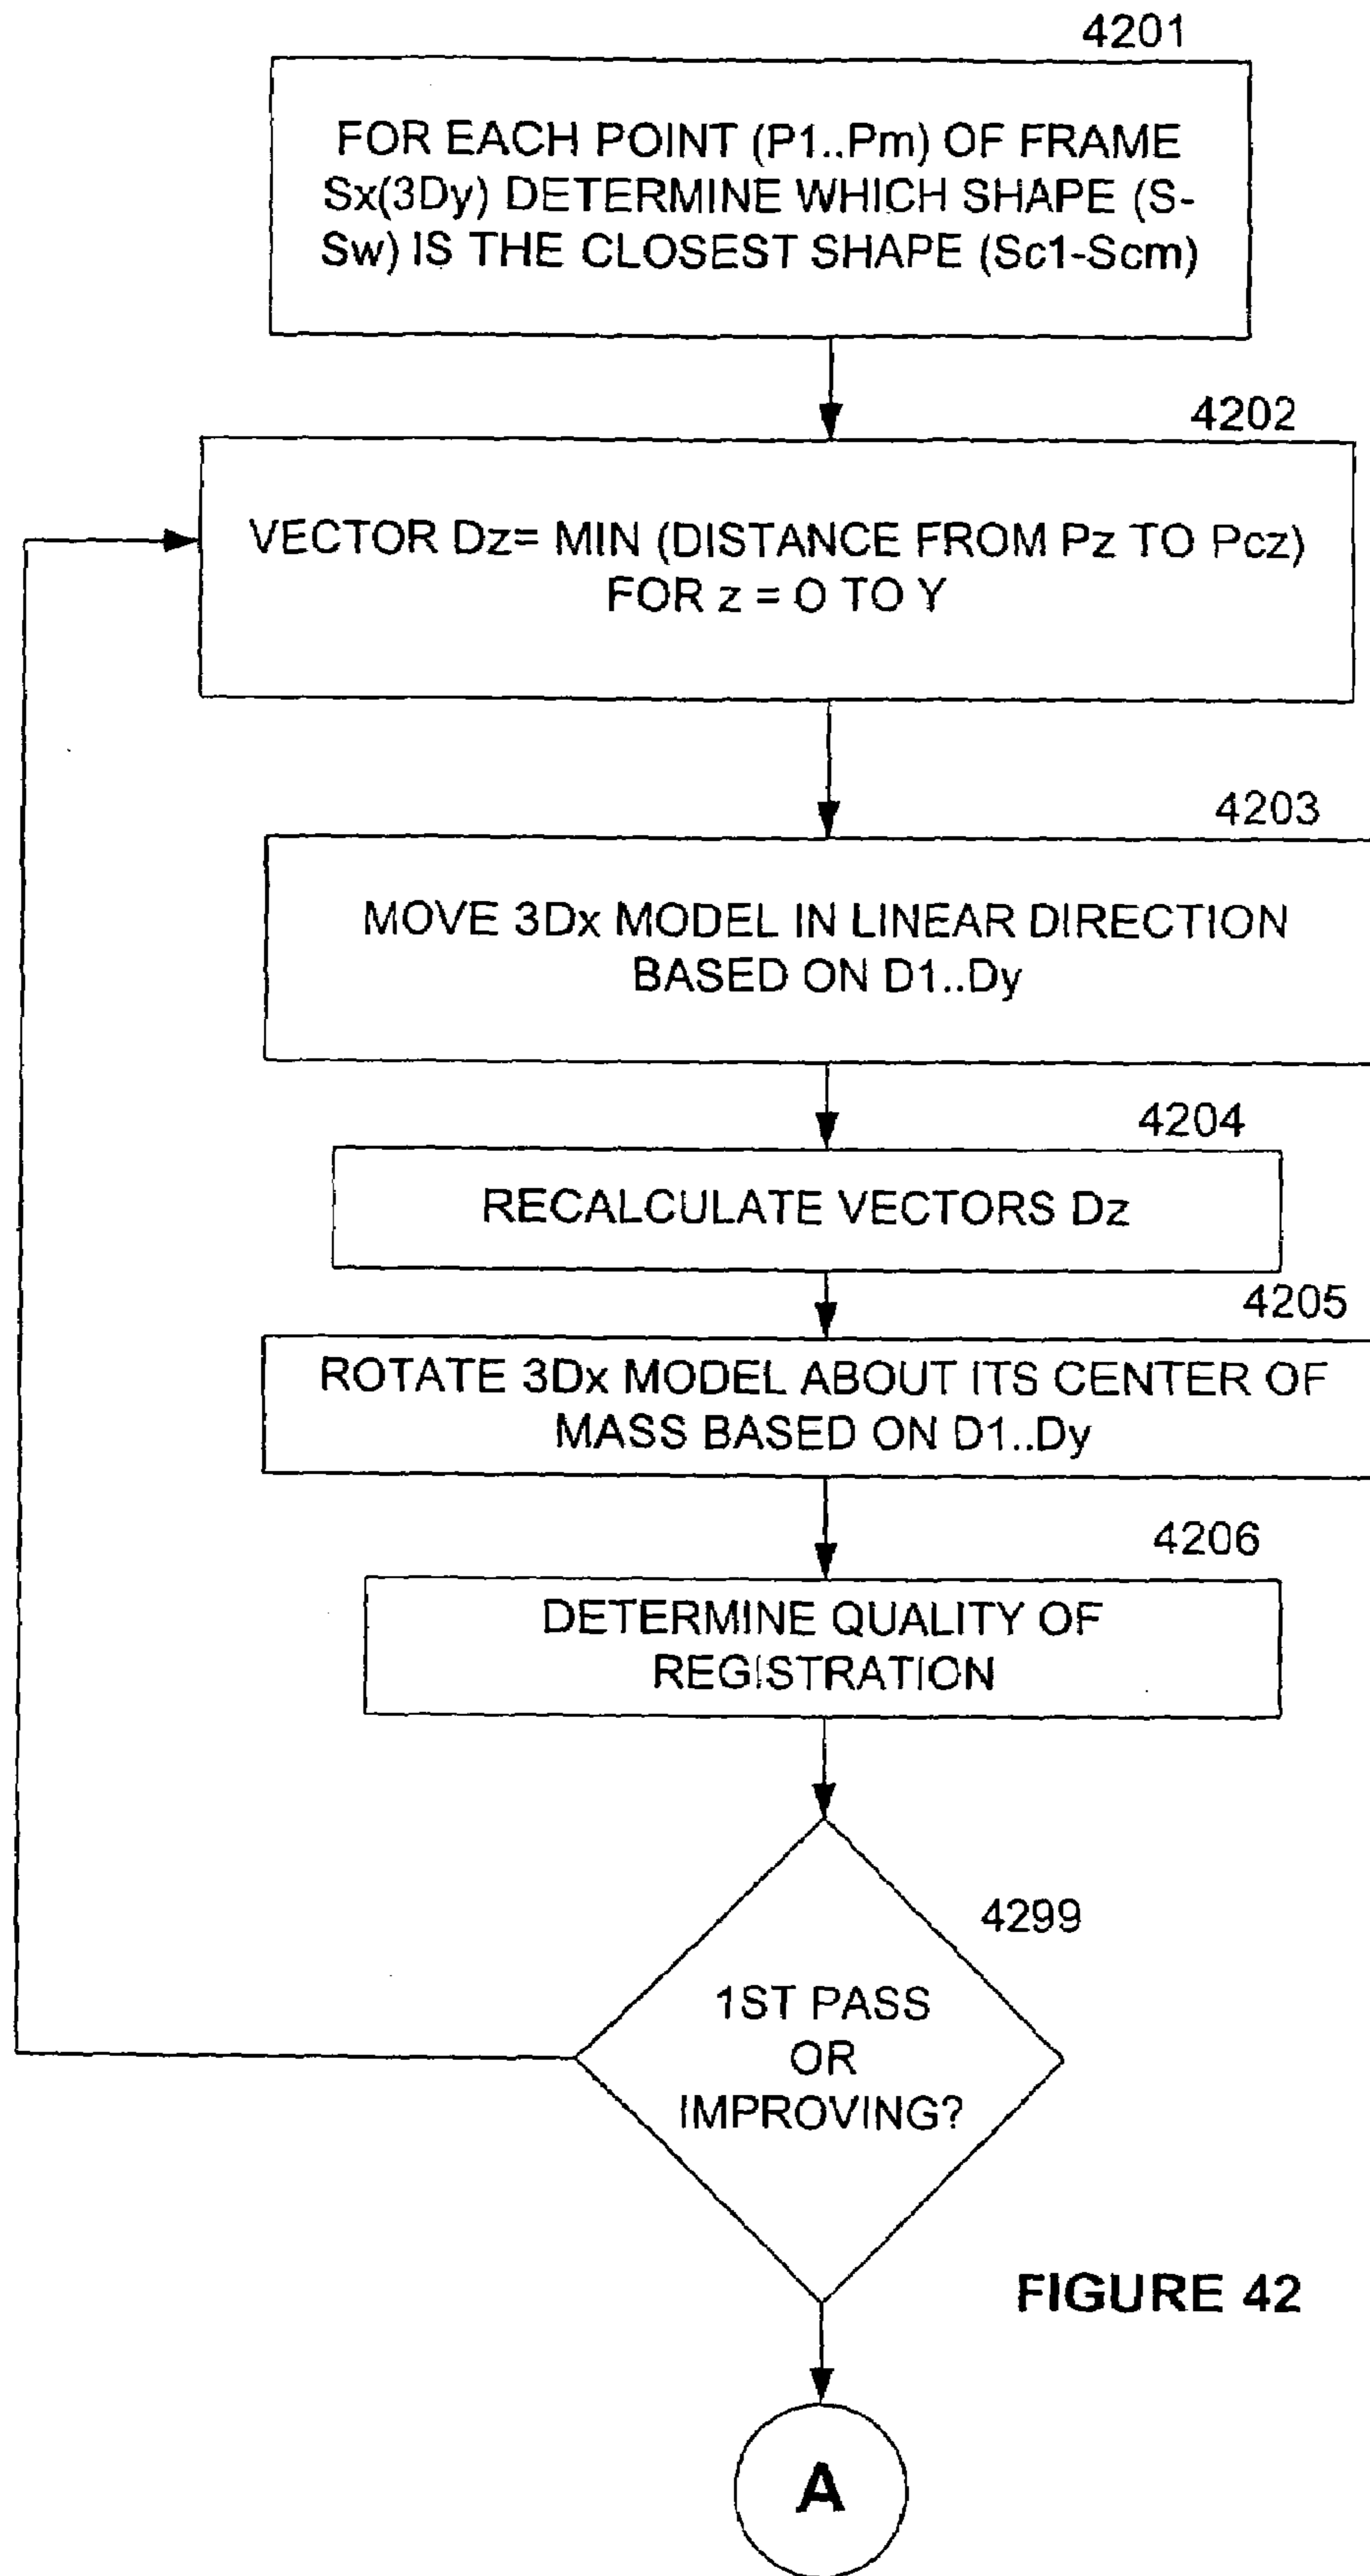 4201
FOR EACH POINT (P1..Pm) OF FRAME
Sx(3Dy) DETERMINE WHICH SHAPE (S-
Sw) IS THE CLOSEST SHAPE (Sc1-Scm)
4202
VECTOR Dz= MIN (DISTANCE FROM Pz TO Pcz)
FOR z = O TO Y
4203
MOVE 3Dx MODEL IN LINEAR DIRECTION
BASED ON D1..Dy
4204
RECALCULATE VECTORS Dz
4205
ROTATE 3Dx MODEL ABOUT ITS CENTER OF
MASS BASED ON D1..Dy
4206
DETERMINE QUALITY OF
REGISTRATION
4299
1ST PASS
OR
IMPROVING?
FIGURE 42
A